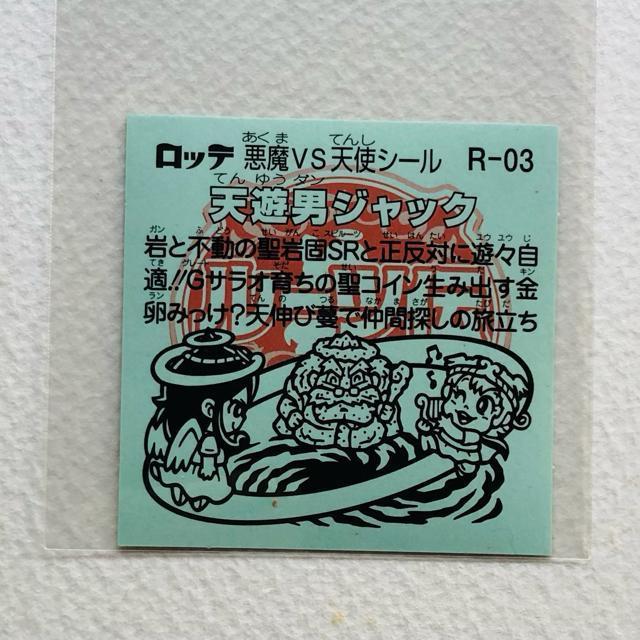 ロッテ 悪魔VS天使シール R-03
天遊男ジャック
岩と不動の聖岩固SRと正反対に遊々自
適!!Gサラオ育ちの聖コイン生み出す金
卵みっけ?天伸び蔓で仲間探しの旅立ち